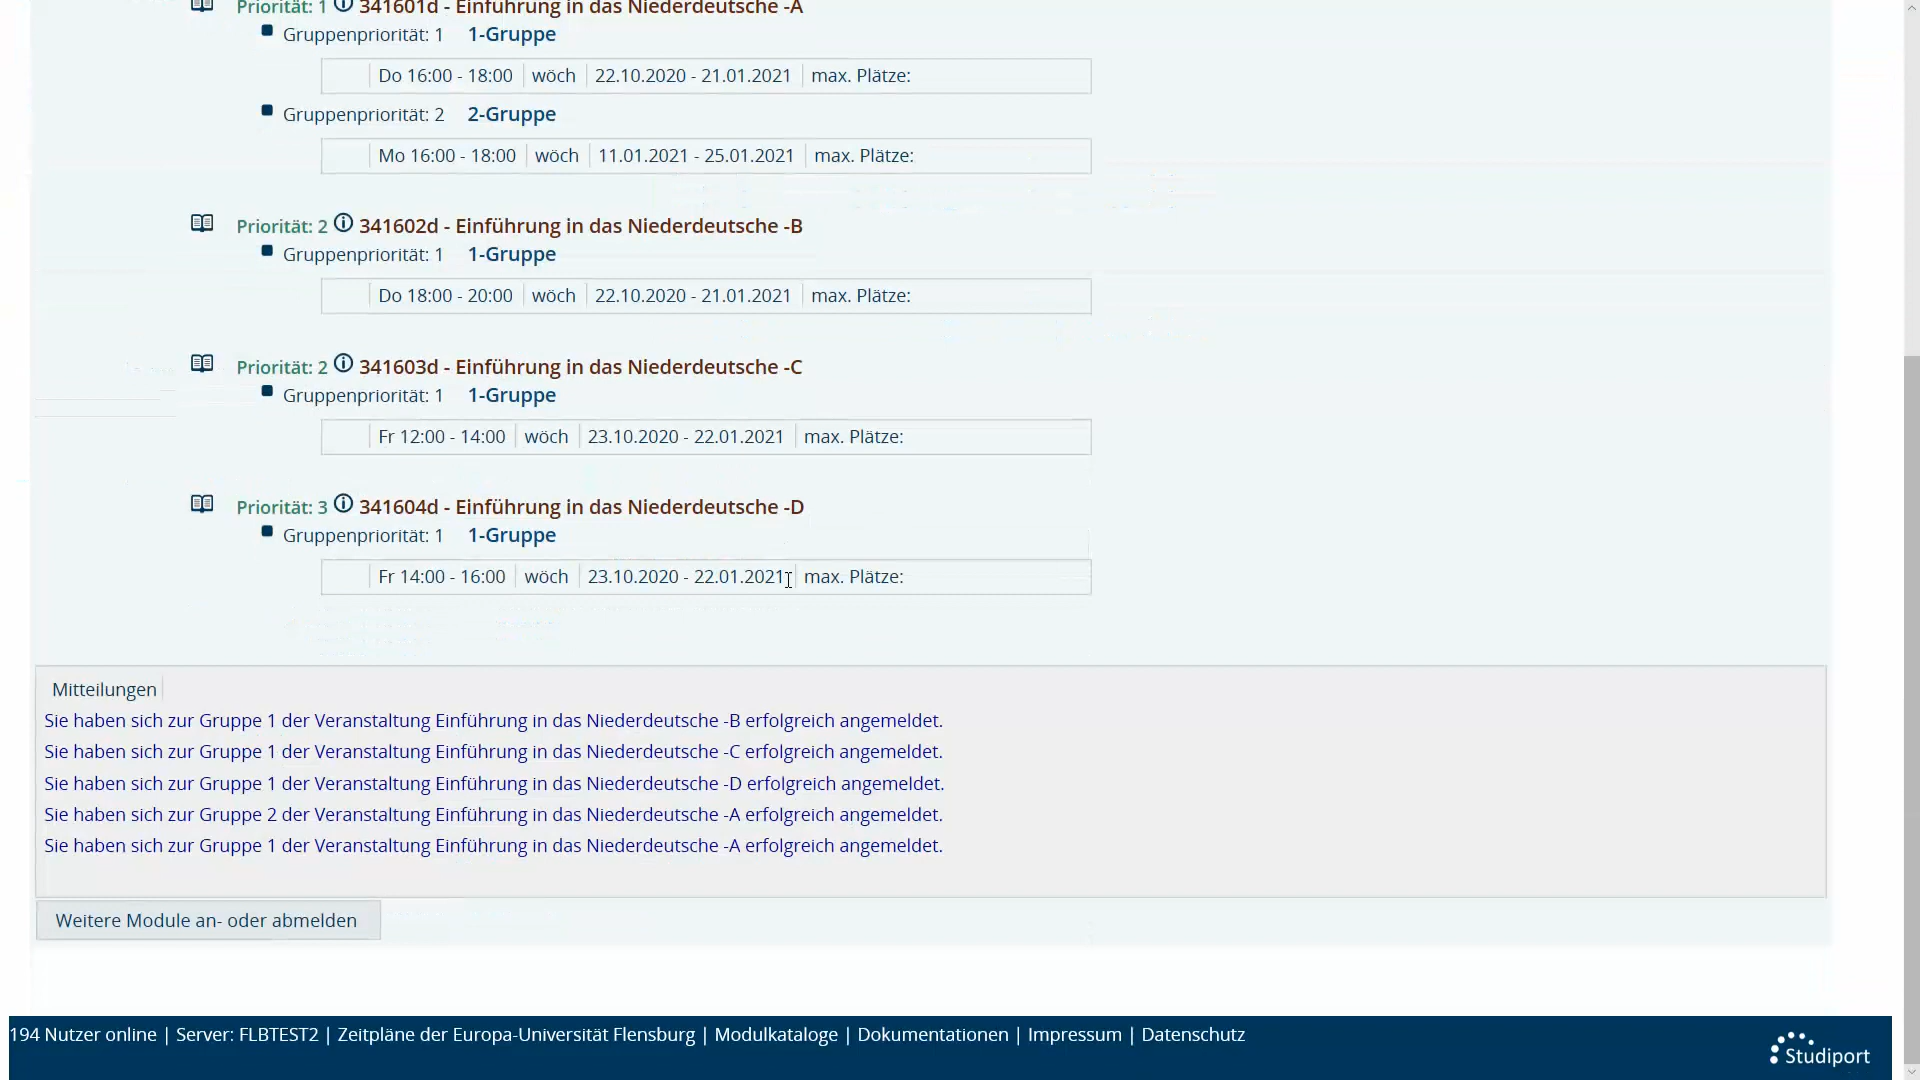 Priorität: 1 341601d - Einführung in das Niederdeutsche -A
Gruppenpriorität: 1 1-Gruppe
Do 16:00 - 18:00 wöch 22.10.2020 - 21.01.2021 max. Plätze:
Gruppenpriorität: 2 2-Gruppe
Mo 16:00 - 18:00 wöch 11.01.2021 - 25.01.2021 max. Plätze:
Priorität: 2 341602d - Einführung in das Niederdeutsche -B
Gruppenpriorität: 1 1-Gruppe
Do 18:00 - 20:00 wöch 22.10.2020 - 21.01.2021 max. Plätze:
Priorität: 2 341603d - Einführung in das Niederdeutsche -C
Gruppenpriorität: 1 1-Gruppe
Fr 12:00 - 14:00 wöch 23.10.2020 - 22.01.2021 max. Plätze:
Priorität: 3 341604d - Einführung in das Niederdeutsche -D
Gruppenpriorität: 1 1-Gruppe
Fr 14:00 - 16:00 wöch 23.10.2020 - 22.01.2021 max. Plätze:
Mitteilungen
Sie haben sich zur Gruppe 1 der Veranstaltung Einführung in das Niederdeutsche -B erfolgreich angemeldet.
Sie haben sich zur Gruppe 1 der Veranstaltung Einführung in das Niederdeutsche -C erfolgreich angemeldet.
Sie haben sich zur Gruppe 1 der Veranstaltung Einführung in das Niederdeutsche -D erfolgreich angemeldet.
Sie haben sich zur Gruppe 2 der Veranstaltung Einführung in das Niederdeutsche -A erfolgreich angemeldet.
Sie haben sich zur Gruppe 1 der Veranstaltung Einführung in das Niederdeutsche -A erfolgreich angemeldet.
Weitere Module an- oder abmelden
194 Nutzer online | Server: FLBTEST2 | Zeitpläne der Europa-Universität Flensburg | Modulkataloge | Dokumentationen | Impressum | Datenschutz
Studiport